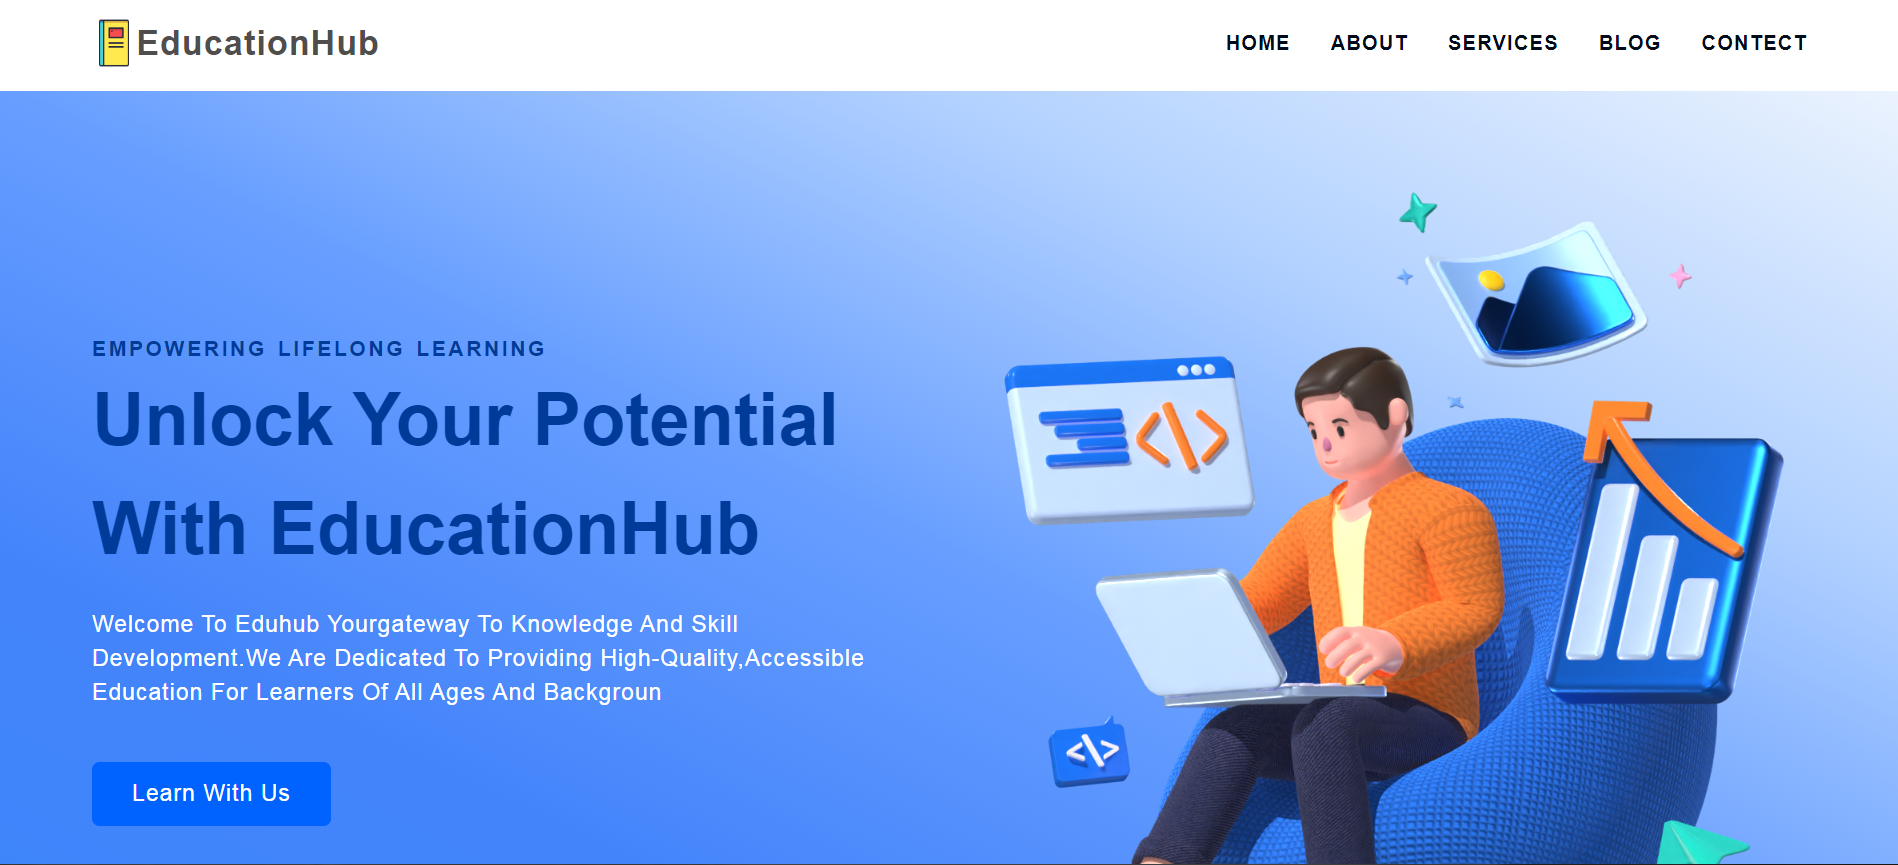 EducationHub
HOME ABOUT SERVICES BLOG CONTECT
EMPOWERING LIFELONG LEARNING
Unlock Your Potential
With EducationHub
Welcome To Eduhub Yourgateway To Knowledge And Skill
Development.We Are Dedicated To Providing High-Quality,Accessible
Education For Learners Of All Ages And Backgroun
Learn With Us